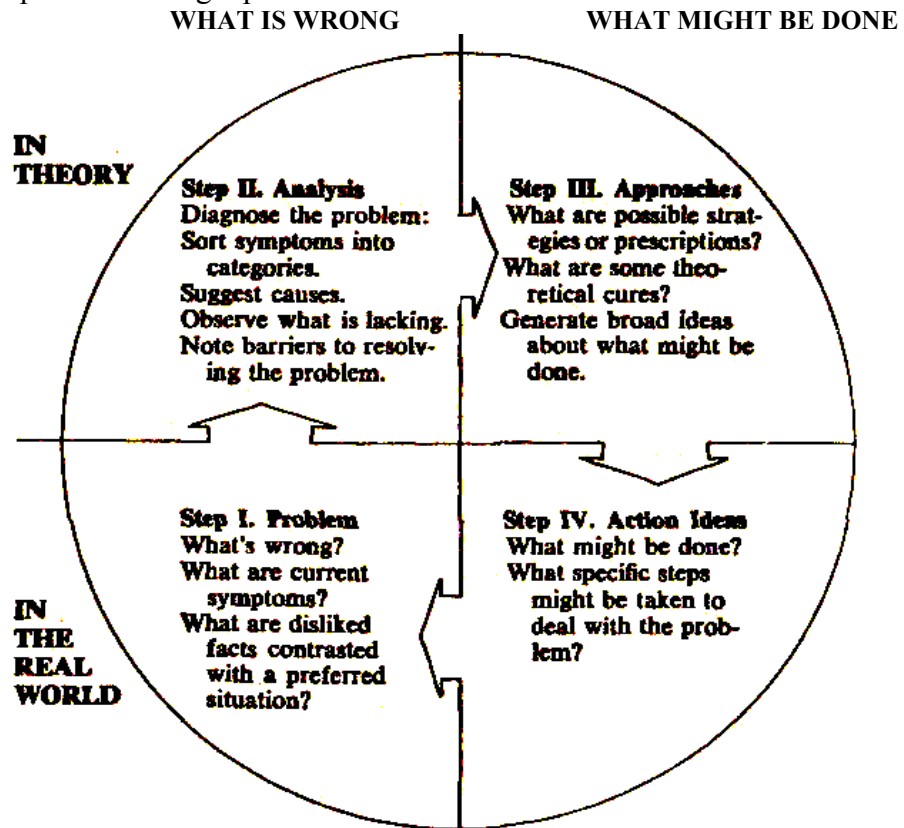 WHAT IS WRONG
WHAT MIGHT BE DONE
IN
THEORY
Step II. Analysis
Diagnose the problem:
Sort symptoms into
categories.
Suggest causes.
Observe what is lacking.
Note barriers to resolv-
ing the problem.
Step III. Approaches
What are possible strat-
egies or prescriptions?
What are some theo-
retical cures?
Generate broad ideas
about what might be
done.
IN
THE
REAL
WORLD
Step I. Problem
What's wrong?
What are current
symptoms?
What are disliked
facts contrasted
with a preferred
situation?
Step IV. Action Ideas
What might be done?
What specific steps
might be taken to
deal with the prob-
lem?